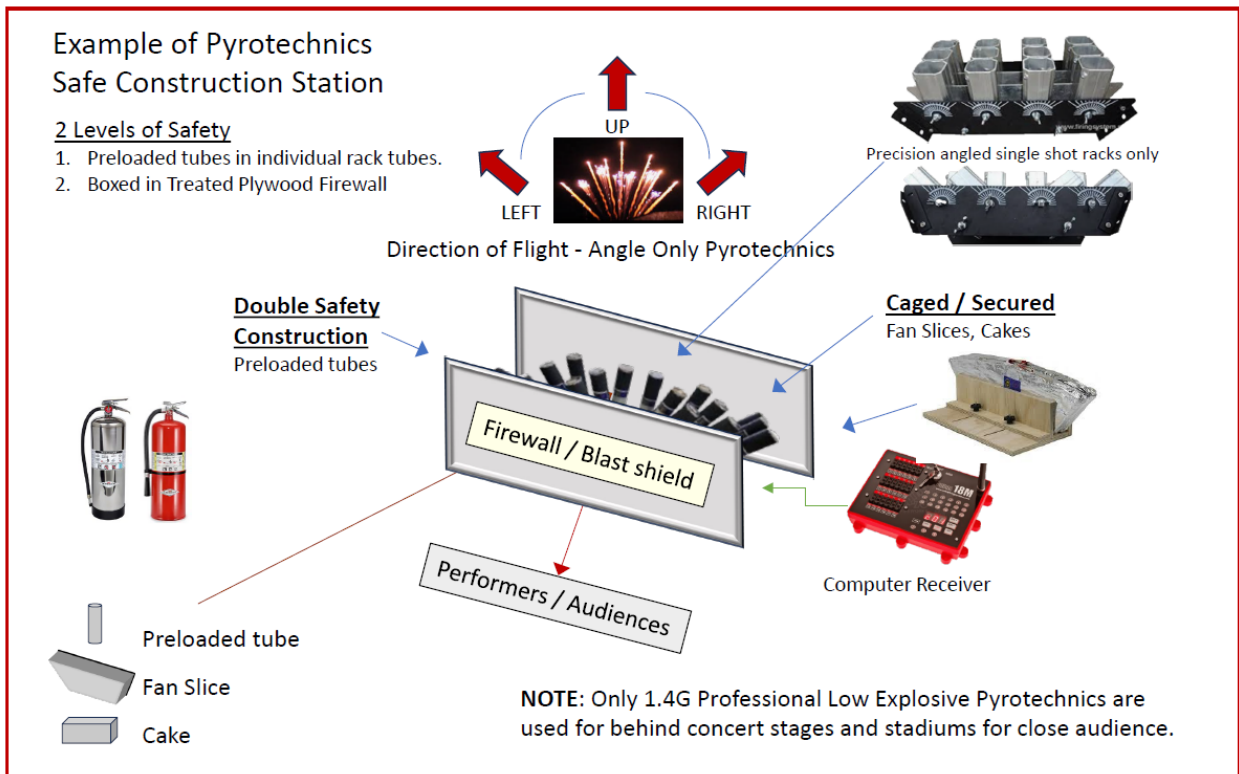 Example of Pyrotechnics
Safe Construction Station
2 Levels of Safety
1. Preloaded tubes in individual rack tubes.
2. Boxed in Treated Plywood Firewall
UP
LEFT
RIGHT
Direction of Flight - Angle Only Pyrotechnics
Precision angled single shot racks only
Double Safety
Construction
Preloaded tubes
Caged / Secured
Fan Slices, Cakes
Firewall / Blast shield
18M
Computer Receiver
Performers / Audiences
Preloaded tube
Fan Slice
Cake
NOTE: Only 1.4G Professional Low Explosive Pyrotechnics are
used for behind concert stages and stadiums for close audience.